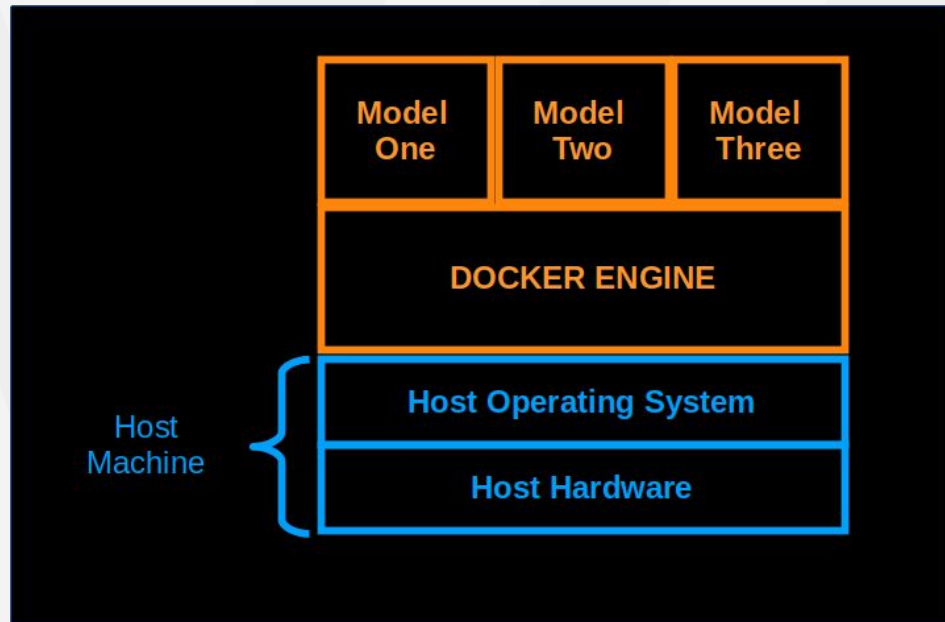 Model
One
Model
Two
Model
Three
DOCKER ENGINE
Host Operating System
Host
Machine
Host Hardware